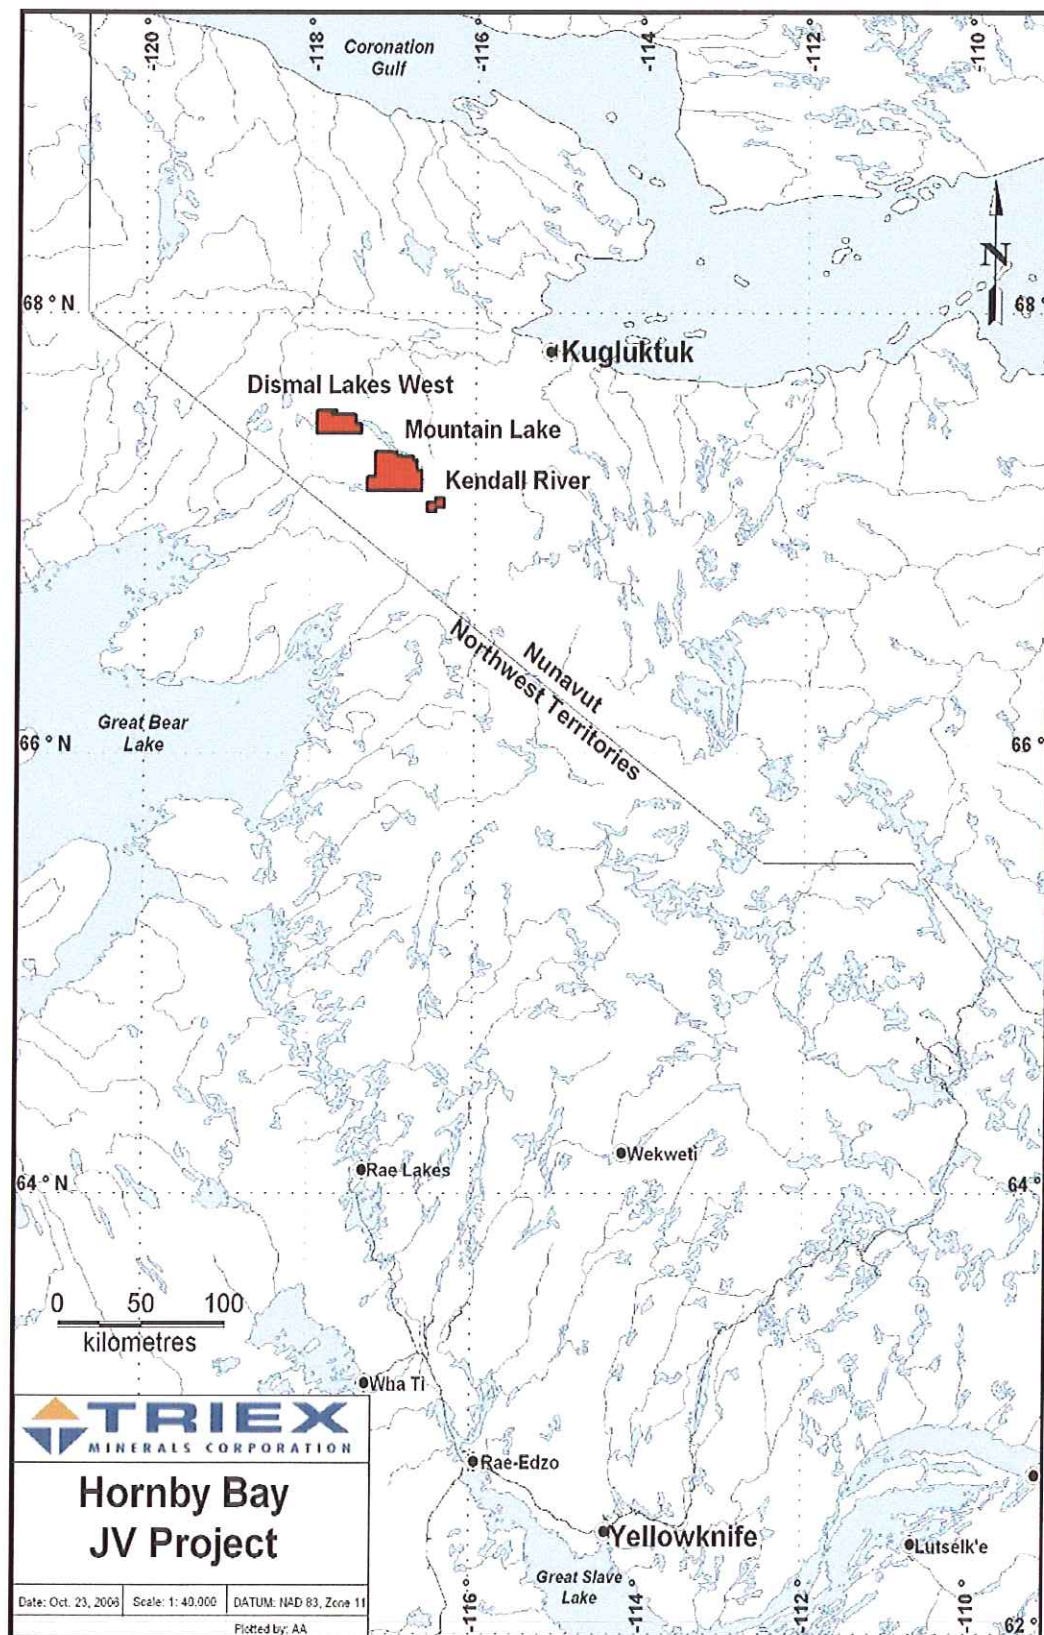 -120
-118
-116
-114
-112
-110
Coronation
Gulf
68 ° N
68 °
Kugluktuk
Dismal Lakes West
Mountain Lake
Kendall River
N
Nunavut
Northwest Territories
Great Bear
Lake
66 ° N
66 °
Wekweti
Rae Lakes
64 ° N
64 °
0 50 100
kilometres
Wha Ti
TRIEX
MINERALS CORPORATION
Rae-Edzo
Hornby Bay
JV Project
Yellowknife
Lutselk'e
Great Slave
Lake
Date: Oct. 23, 2006 Scale: 1: 40,000 DATUM: NAD 83, Zone 11
Plotted by: AA
-116
-114
-112
-110
62 °